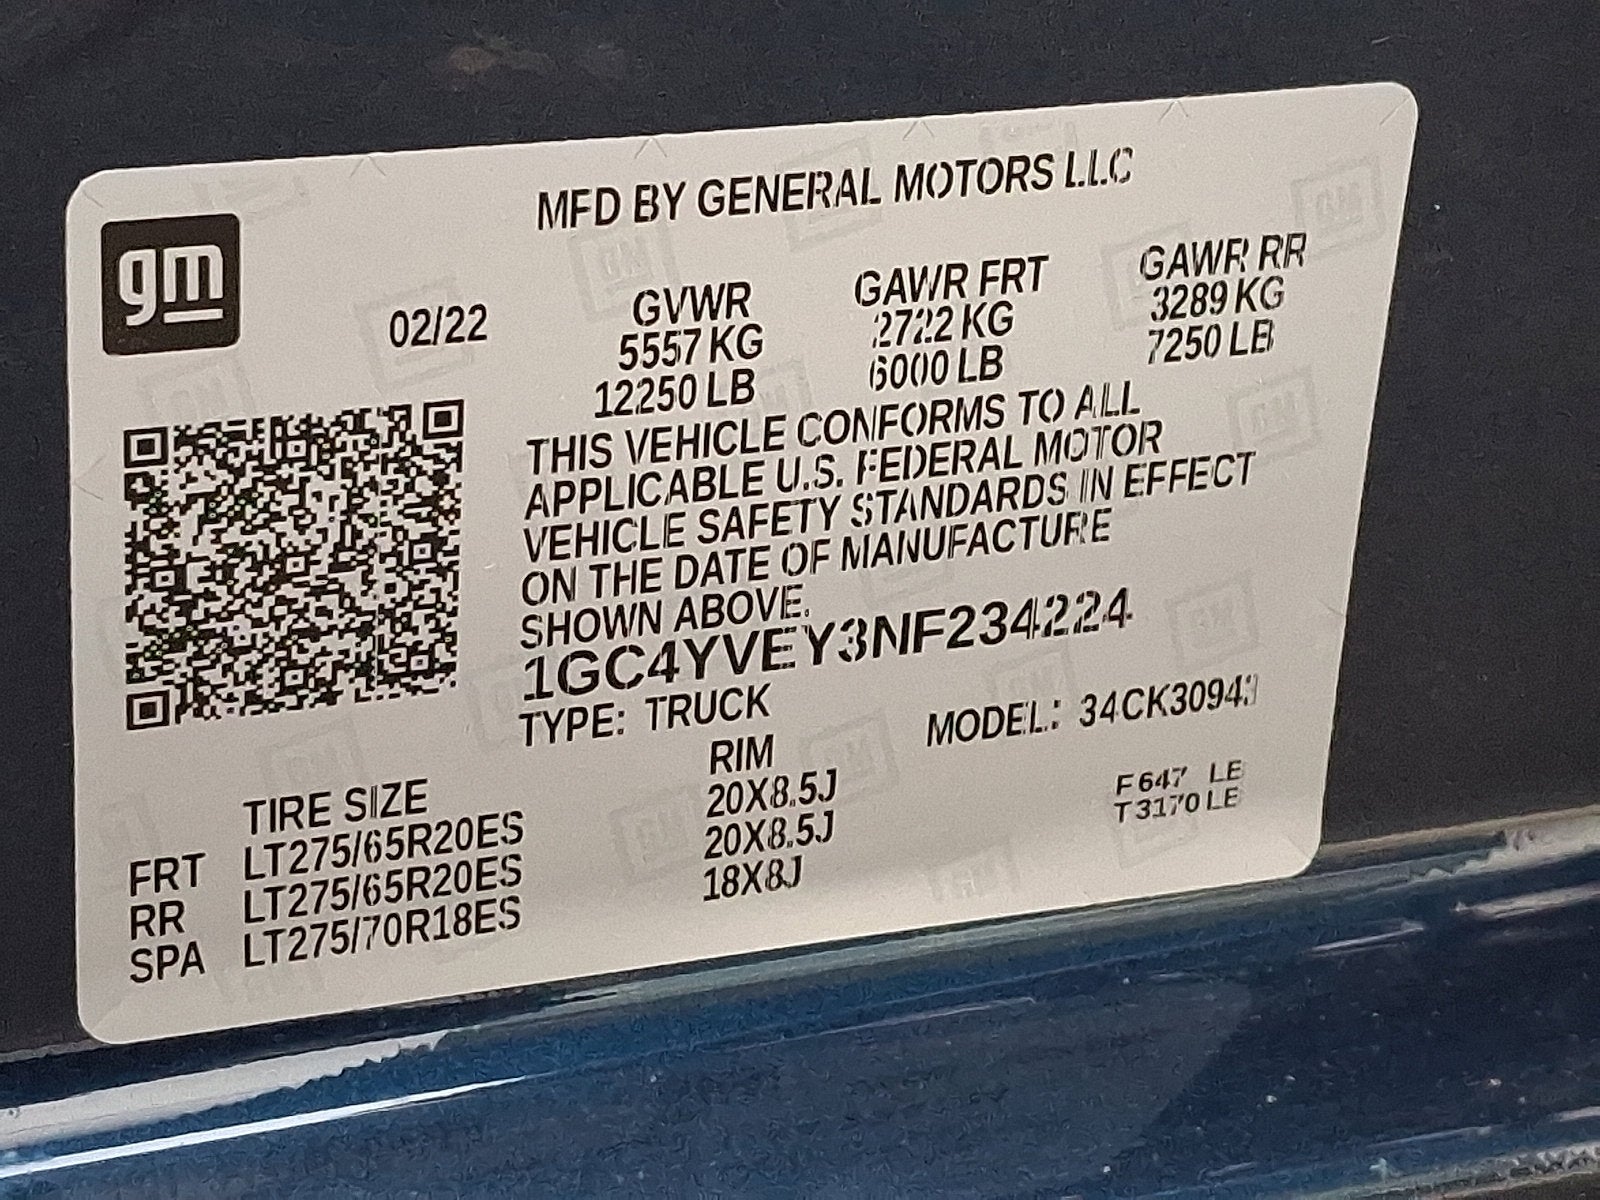 MFD BY GENERAL MOTORS LLC
gm
02/22
GVWR GAWR FRT GAWR RR
5557 KG 2722 KG 3289 KG
12250 LB 6000 LB 7250 LB
THIS VEHICLE CONFORMS TO ALL
APPLICABLE U.S. FEDERAL MOTOR
VEHICLE SAFETY STANDARDS IN EFFECT
ON THE DATE OF MANUFACTURE
SHOWN ABOVE.
1GC4YVEY3NF234224
TYPE: TRUCK MODEL: 34CK30943
TIRE SIZE RIM
FRT LT275/65R20ES 20X8.5J
RR LT275/65R20ES 20X8.5J
SPA LT275/70R18ES 18X8J
F 647 LE
T 3170 LE